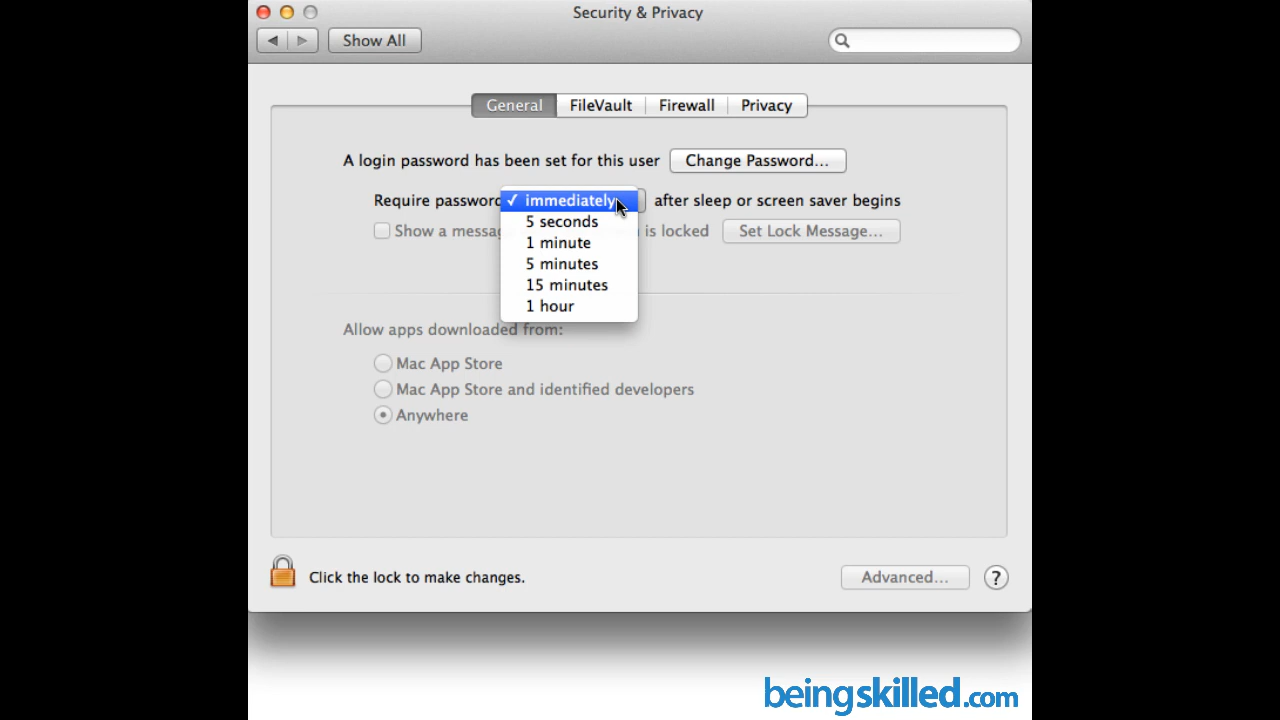 Security & Privacy
Show All
General FileVault Firewall Privacy
A login password has been set for this user Change Password...
Require password ✓ immediately after sleep or screen saver begins
5 seconds
Show a messag is locked Set Lock Message...
1 minute
5 minutes
15 minutes
1 hour
Allow apps downloaded from:
Mac App Store
Mac App Store and identified developers
Anywhere
Click the lock to make changes. Advanced... ?
beingskilled.com